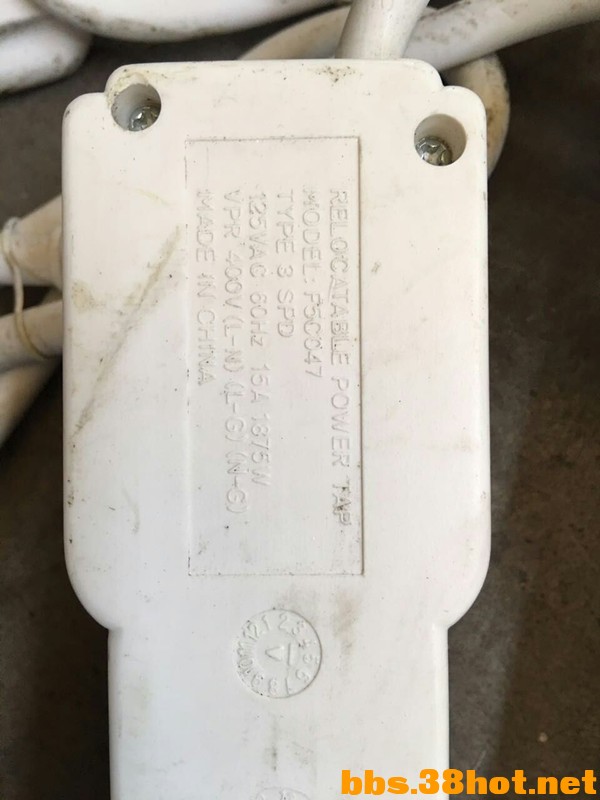 RELOCATABLE POWER TAP
MODEL: P5C047
TYPE 3 SPD
125VAC 60Hz 15A 1875W
VPR 400V (L-N) (L-G) (N-G)
MADE IN CHINA
bbs.38hot.net